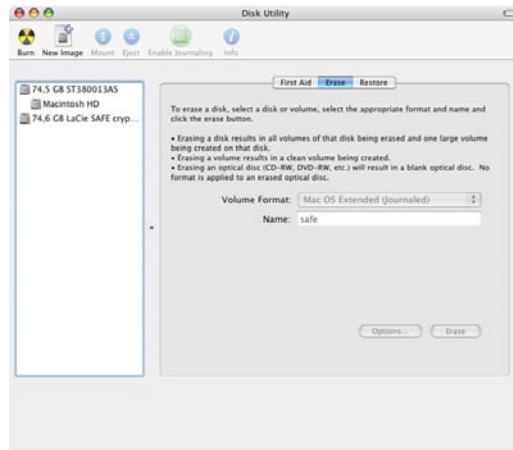 Disk Utility
Burn New Image Mount Eject Enable Journaling Info
First Aid Erase Restore
74,5 GB ST380013AS
Macintosh HD
74,6 GB LaCie SAFE cryp...
To erase a disk, select a disk or volume, select the appropriate format and name and
click the erase button.
• Erasing a disk results in all volumes of that disk being erased and one large volume
being created on that disk.
• Erasing a volume results in a clean volume being created.
• Erasing an optical disc (CD-RW, DVD-RW, etc.) will result in a blank optical disc. No
format is applied to an erased optical disc.
Volume Format: Mac OS Extended (Journaled)
Name: safe
Options... Erase